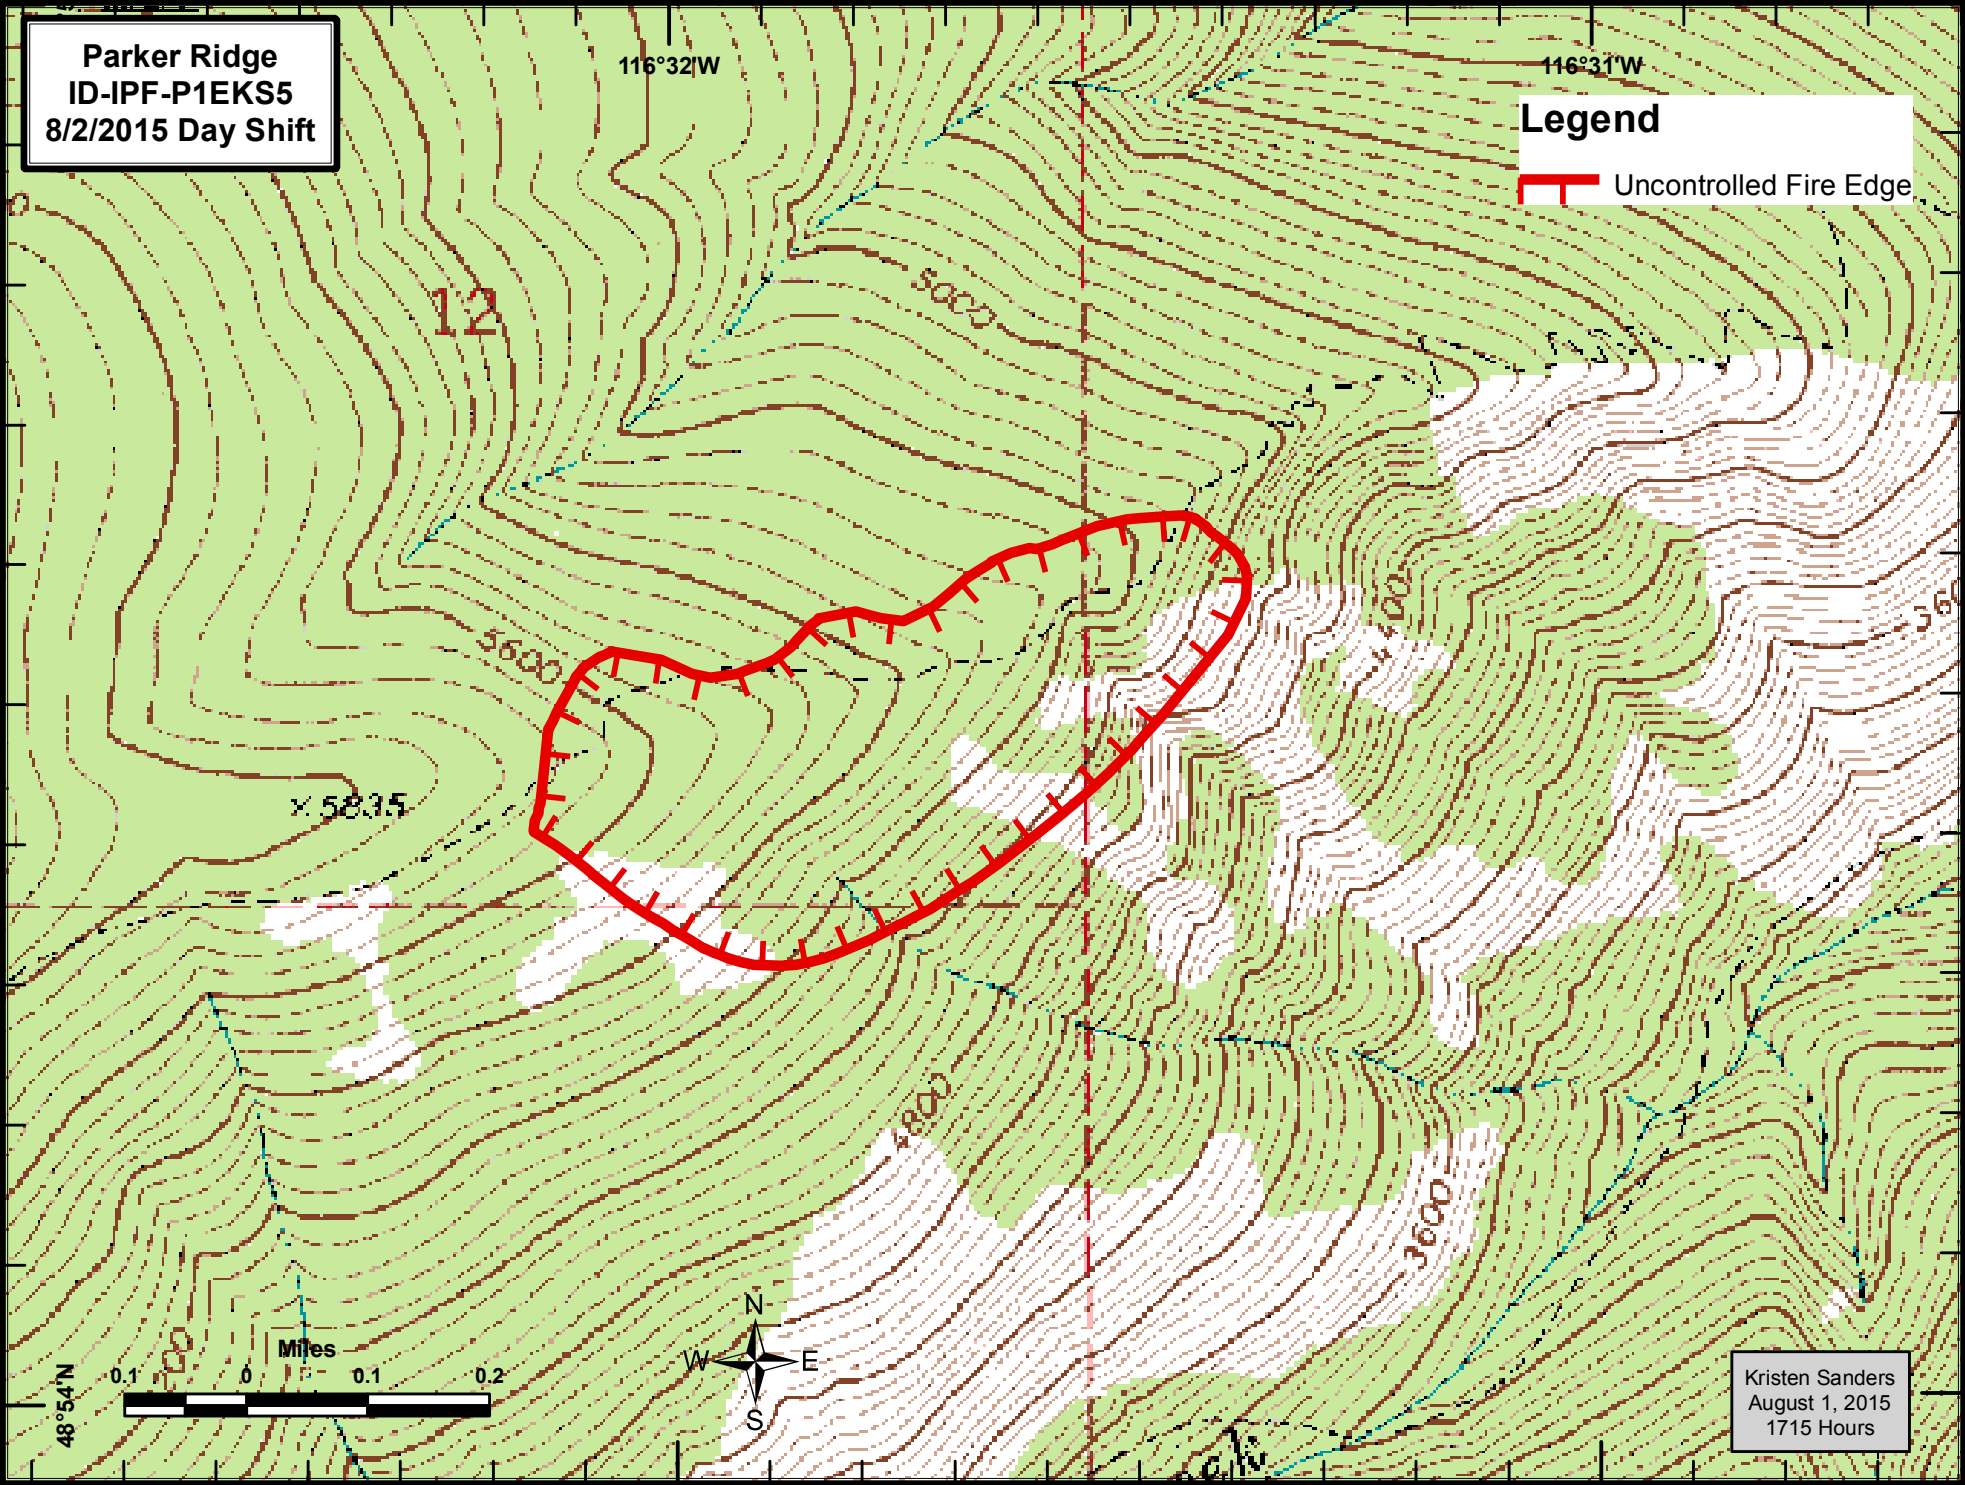 Parker Ridge
ID-IPF-P1EKS5
8/2/2015 Day Shift
116°32'W
116°31'W
Legend
Uncontrolled Fire Edge
12
5000
4400
5600
× 5835
4800
3600
Miles
0.1 0 0.1 0.2
48°54'N
N
W E
S
Kristen Sanders
August 1, 2015
1715 Hours